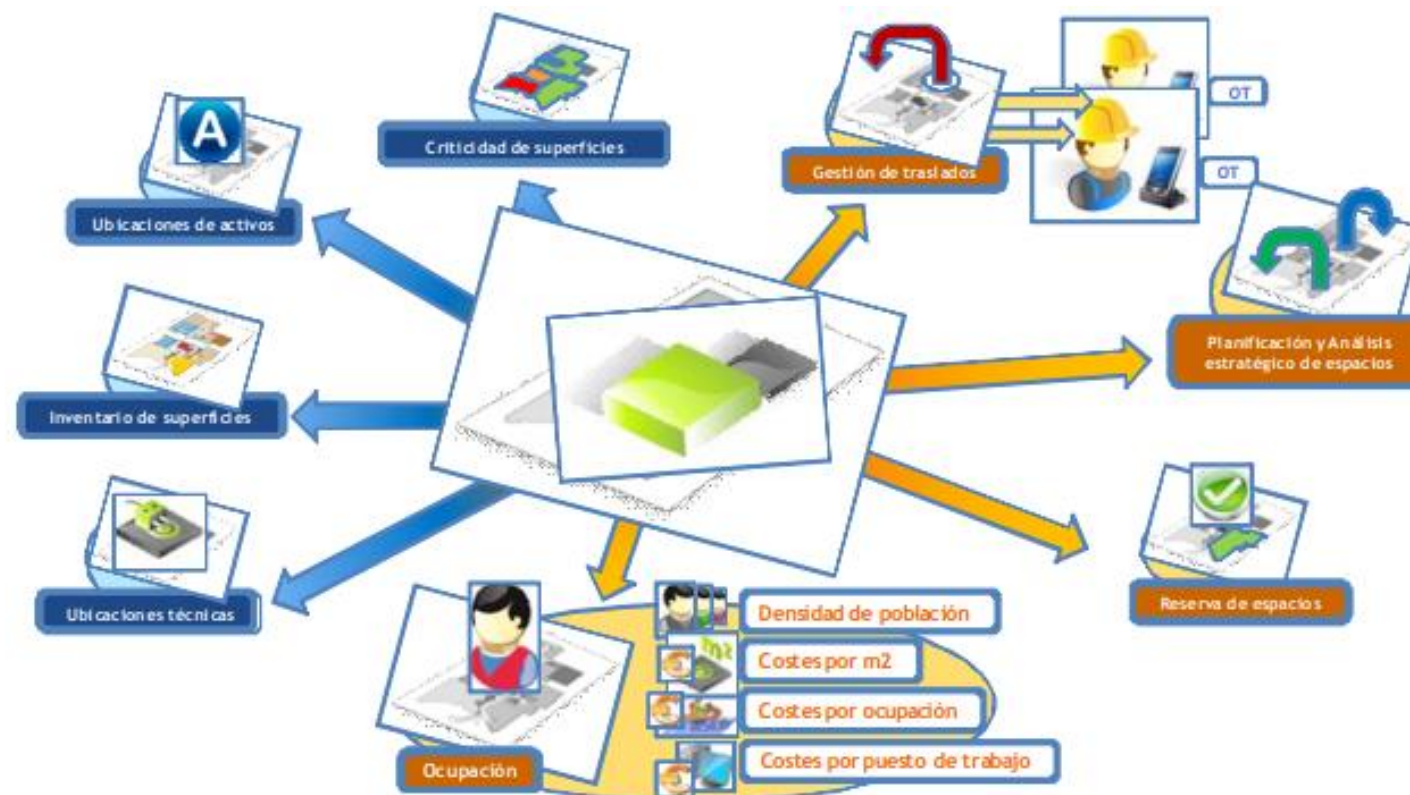 Criticidad de superficies
Gestión de traslados
OT
OT
Ubicaciones de activos
A
Planificación y Análisis
estratégico de espacios
Inventario de superficies
Ubicaciones técnicas
Reserva de espacios
Ocupación
Densidad de población
m2
Costes por m2
Costes por ocupación
Costes por puesto de trabajo